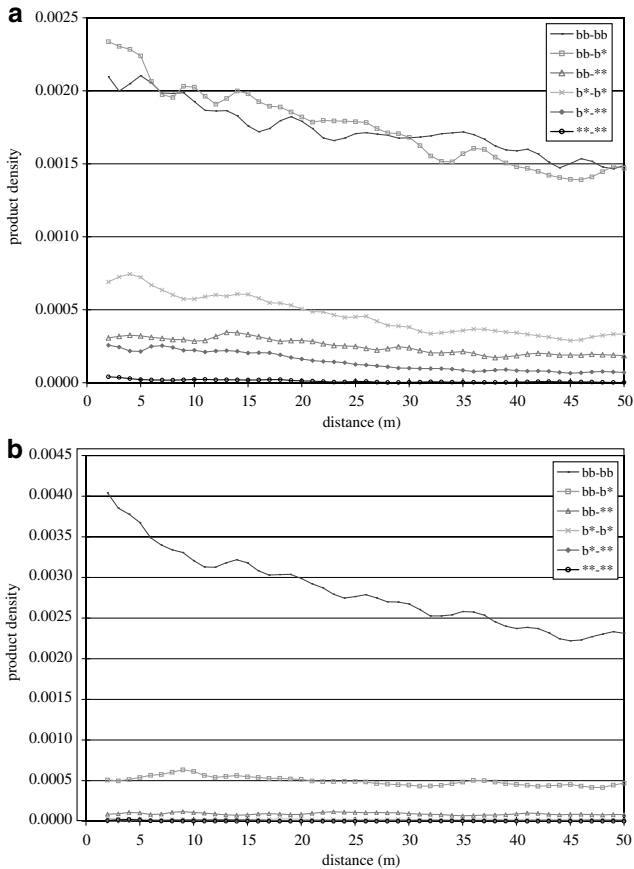 a
0.0025
0.0020
0.0015
0.0010
0.0005
0.0000
product density
0 5 10 15 20 25 30 35 40 45 50
distance (m)
bb-bb
bb-b*
bb-**
b*-b*
b*-**
**-**
b
0.0045
0.0040
0.0035
0.0030
0.0025
0.0020
0.0015
0.0010
0.0005
0.0000
product density
0 5 10 15 20 25 30 35 40 45 50
distance (m)
bb-bb
bb-b*
bb-**
b*-b*
b*-**
**-**